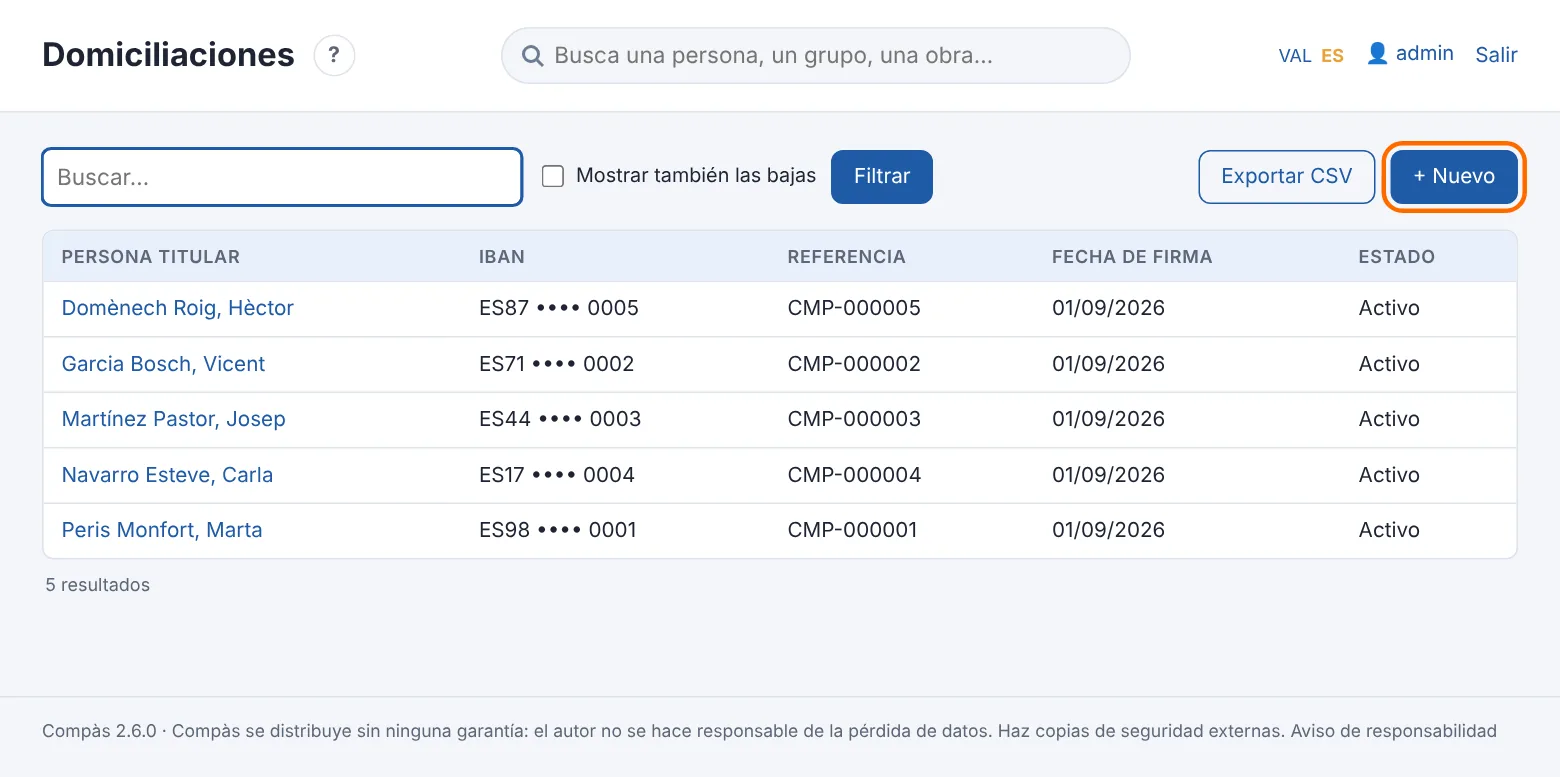 Domiciliaciones ? Busca una persona, un grupo, una obra... VAL ES admin Salir
Buscar... Mostrar también las bajas Filtrar Exportar CSV + Nuevo
PERSONA TITULAR IBAN REFERENCIA FECHA DE FIRMA ESTADO
Domènech Roig, Hèctor ES87 •••• 0005 CMP-000005 01/09/2026 Activo
Garcia Bosch, Vicent ES71 •••• 0002 CMP-000002 01/09/2026 Activo
Martínez Pastor, Josep ES44 •••• 0003 CMP-000003 01/09/2026 Activo
Navarro Esteve, Carla ES17 •••• 0004 CMP-000004 01/09/2026 Activo
Peris Monfort, Marta ES98 •••• 0001 CMP-000001 01/09/2026 Activo
5 resultados
Compàs 2.6.0 · Compàs se distribuye sin ninguna garantía: el autor no se hace responsable de la pérdida de datos. Haz copias de seguridad externas. Aviso de responsabilidad